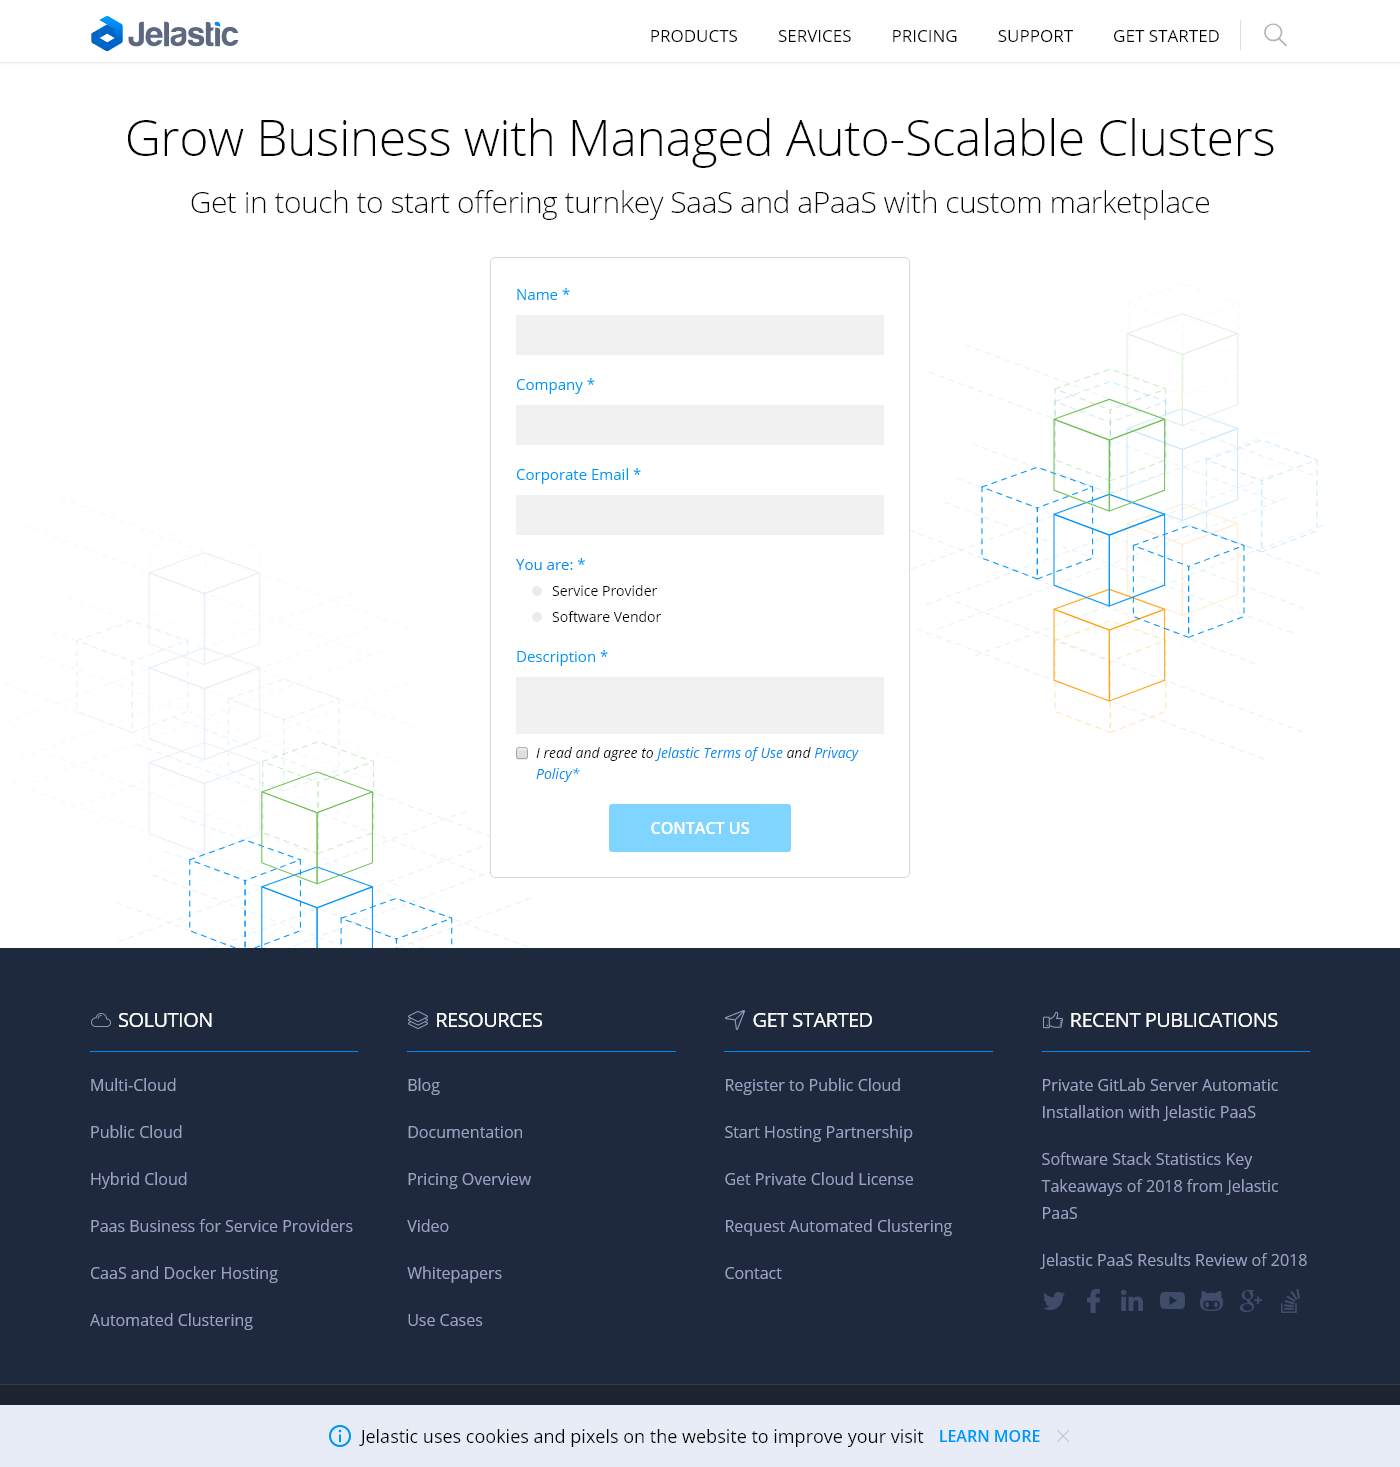 Jelastic
PRODUCTS
SERVICES
PRICING
SUPPORT
GET STARTED
Grow Business with Managed Auto-Scalable Clusters
Get in touch to start offering turnkey SaaS and aPaaS with custom marketplace
Name *
Company *
Corporate Email *
You are: *
Service Provider
Software Vendor
Description *
I read and agree to Jelastic Terms of Use and Privacy
Policy*
CONTACT US
SOLUTION
Multi-Cloud
Public Cloud
Hybrid Cloud
Paas Business for Service Providers
CaaS and Docker Hosting
Automated Clustering
RESOURCES
Blog
Documentation
Pricing Overview
Video
Whitepapers
Use Cases
GET STARTED
Register to Public Cloud
Start Hosting Partnership
Get Private Cloud License
Request Automated Clustering
Contact
RECENT PUBLICATIONS
Private GitLab Server Automatic
Installation with Jelastic PaaS
Software Stack Statistics Key
Takeaways of 2018 from Jelastic
PaaS
Jelastic PaaS Results Review of 2018
Jelastic uses cookies and pixels on the website to improve your visit LEARN MORE